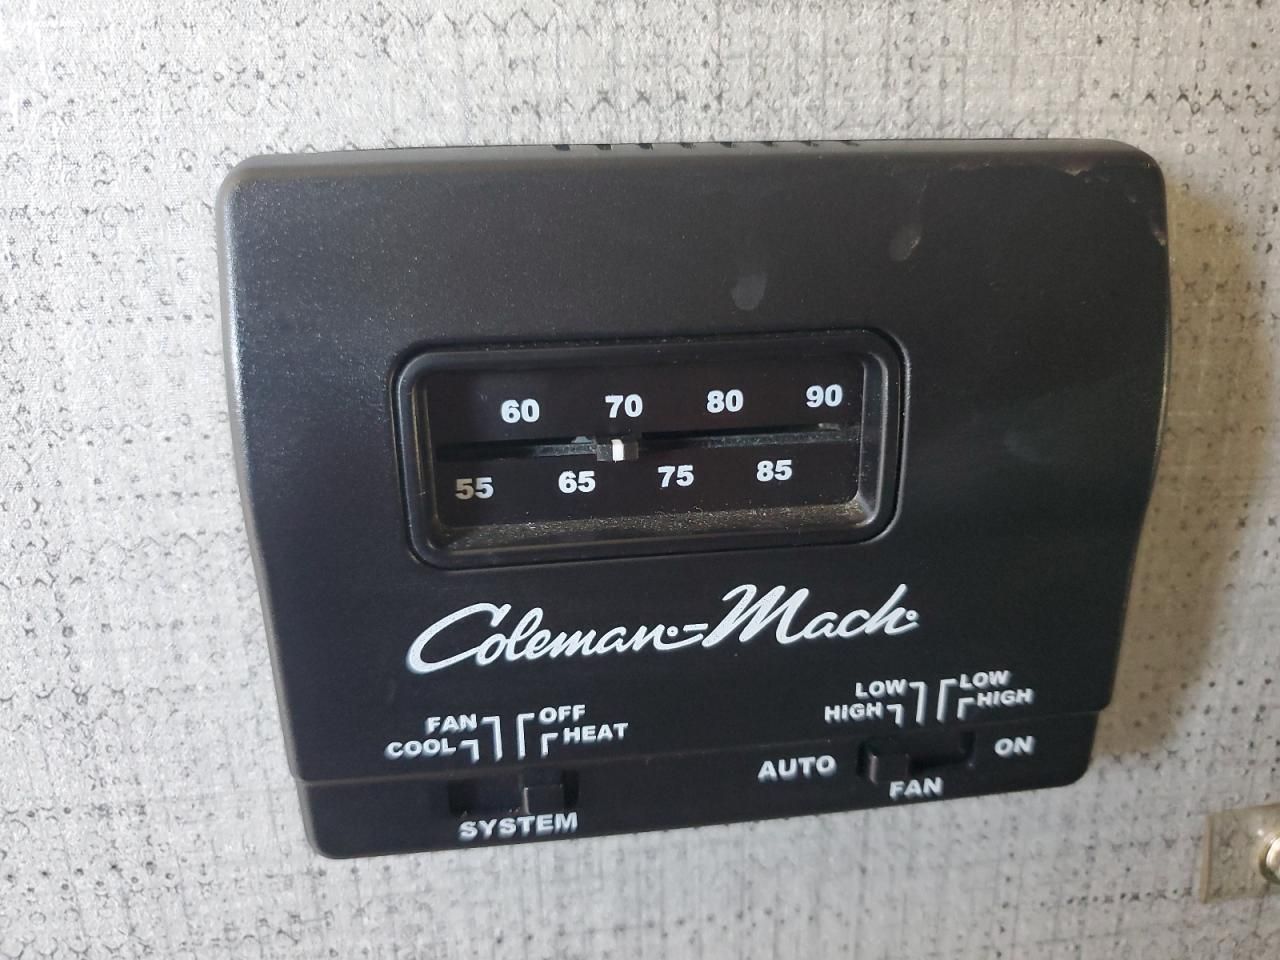 60 70 80 90
55 65 75 85
Coleman-Mach
FAN OFF
COOL HEAT
SYSTEM
LOW LOW
HIGH HIGH
AUTO ON
FAN